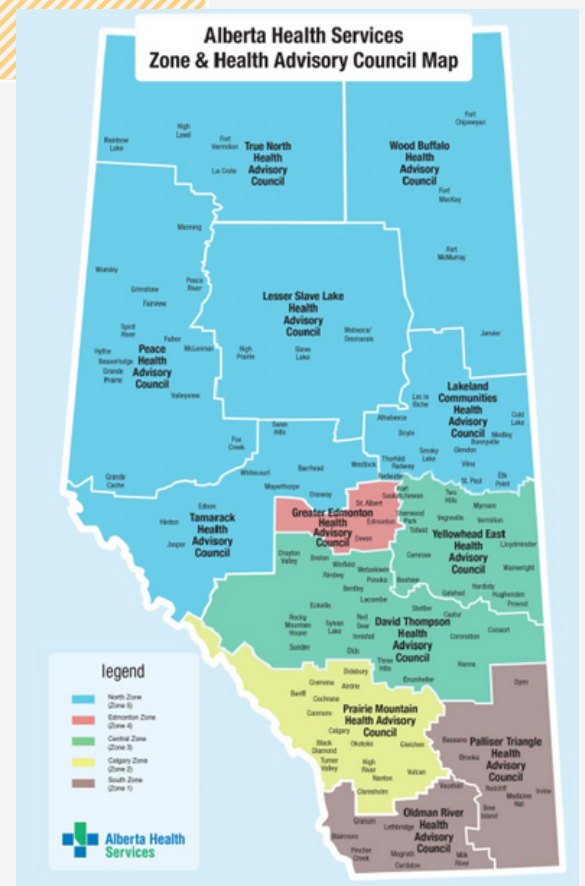 Alberta Health Services
Zone & Health Advisory Council Map
Fort
Chipewyan
High
Level
Rainbow
Lake
Fort
Vermilion
True North
Health
Advisory
Council
La Crete
Wood Buffalo
Health
Advisory
Council
Fort
MacKay
Fort
McMurray
Janvier
Manning
Worsley
Peace
River
Grimshaw
Fairview
Spirit
River
Falher
McLennan
Hythe
Beaverlodge
Grande
Prairie
Peace
Health
Advisory
Council
Valleyview
Lesser Slave Lake
Health
Advisory
Council
Wabasca/
Desmarais
High
Prairie
Slave
Lake
Lakeland
Communities
Health
Advisory
Council
Lac la
Biche
Cold
Lake
Athabasca
Boyle
Medley
Bonnyville
Glendon
Smoky
Lake
Vilna
Thorhild
Radway
Redwater
St. Paul
Elk
Point
Swan
Hills
Fox
Creek
Whitecourt
Barrhead
Westlock
Mayerthorpe
Onoway
Grande
Cache
Edson
Hinton
Jasper
Tamarack
Health
Advisory
Council
St. Albert
Fort
Saskatchewan
Greater Edmonton
Health
Advisory
Council
Edmonton
Sherwood
Park
Devon
Two
Hills
Myrnam
Vegreville
Vermilion
Tofield
Yellowhead East
Health
Advisory
Council
Lloydminster
Wainwright
Camrose
Bashaw
Hardisty
Galahad
Hughenden
Provost
Drayton
Valley
Breton
Winfield
Wetaskiwin
Rimbey
Ponoka
Bentley
Lacombe
Eckville
Rocky
Mountain
House
Sylvan
Lake
Red
Deer
Innisfail
Sundre
Olds
Stettler
Castor
David Thompson
Health
Advisory
Council
Coronation
Consort
Three
Hills
Hanna
Drumheller
Didsbury
Cremona
Airdrie
Banff
Cochrane
Canmore
Prairie Mountain
Health Advisory
Council
Calgary
Black
Diamond
Okotoks
Gleichen
Turner
Valley
High
River
Vulcan
Nanton
Claresholm
Oyen
Bassano
Brooks
Palliser Triangle
Health
Advisory
Council
Vauxhall
Redcliff
Medicine
Hat
Irvine
Bow
Island
Granum
Lethbridge
Oldman River
Health
Advisory
Council
Blairmore
Pincher
Creek
Magrath
Cardston
Milk
River
legend
North Zone
(Zone 5)
Edmonton Zone
(Zone 4)
Central Zone
(Zone 3)
Calgary Zone
(Zone 2)
South Zone
(Zone 1)
Alberta Health
Services